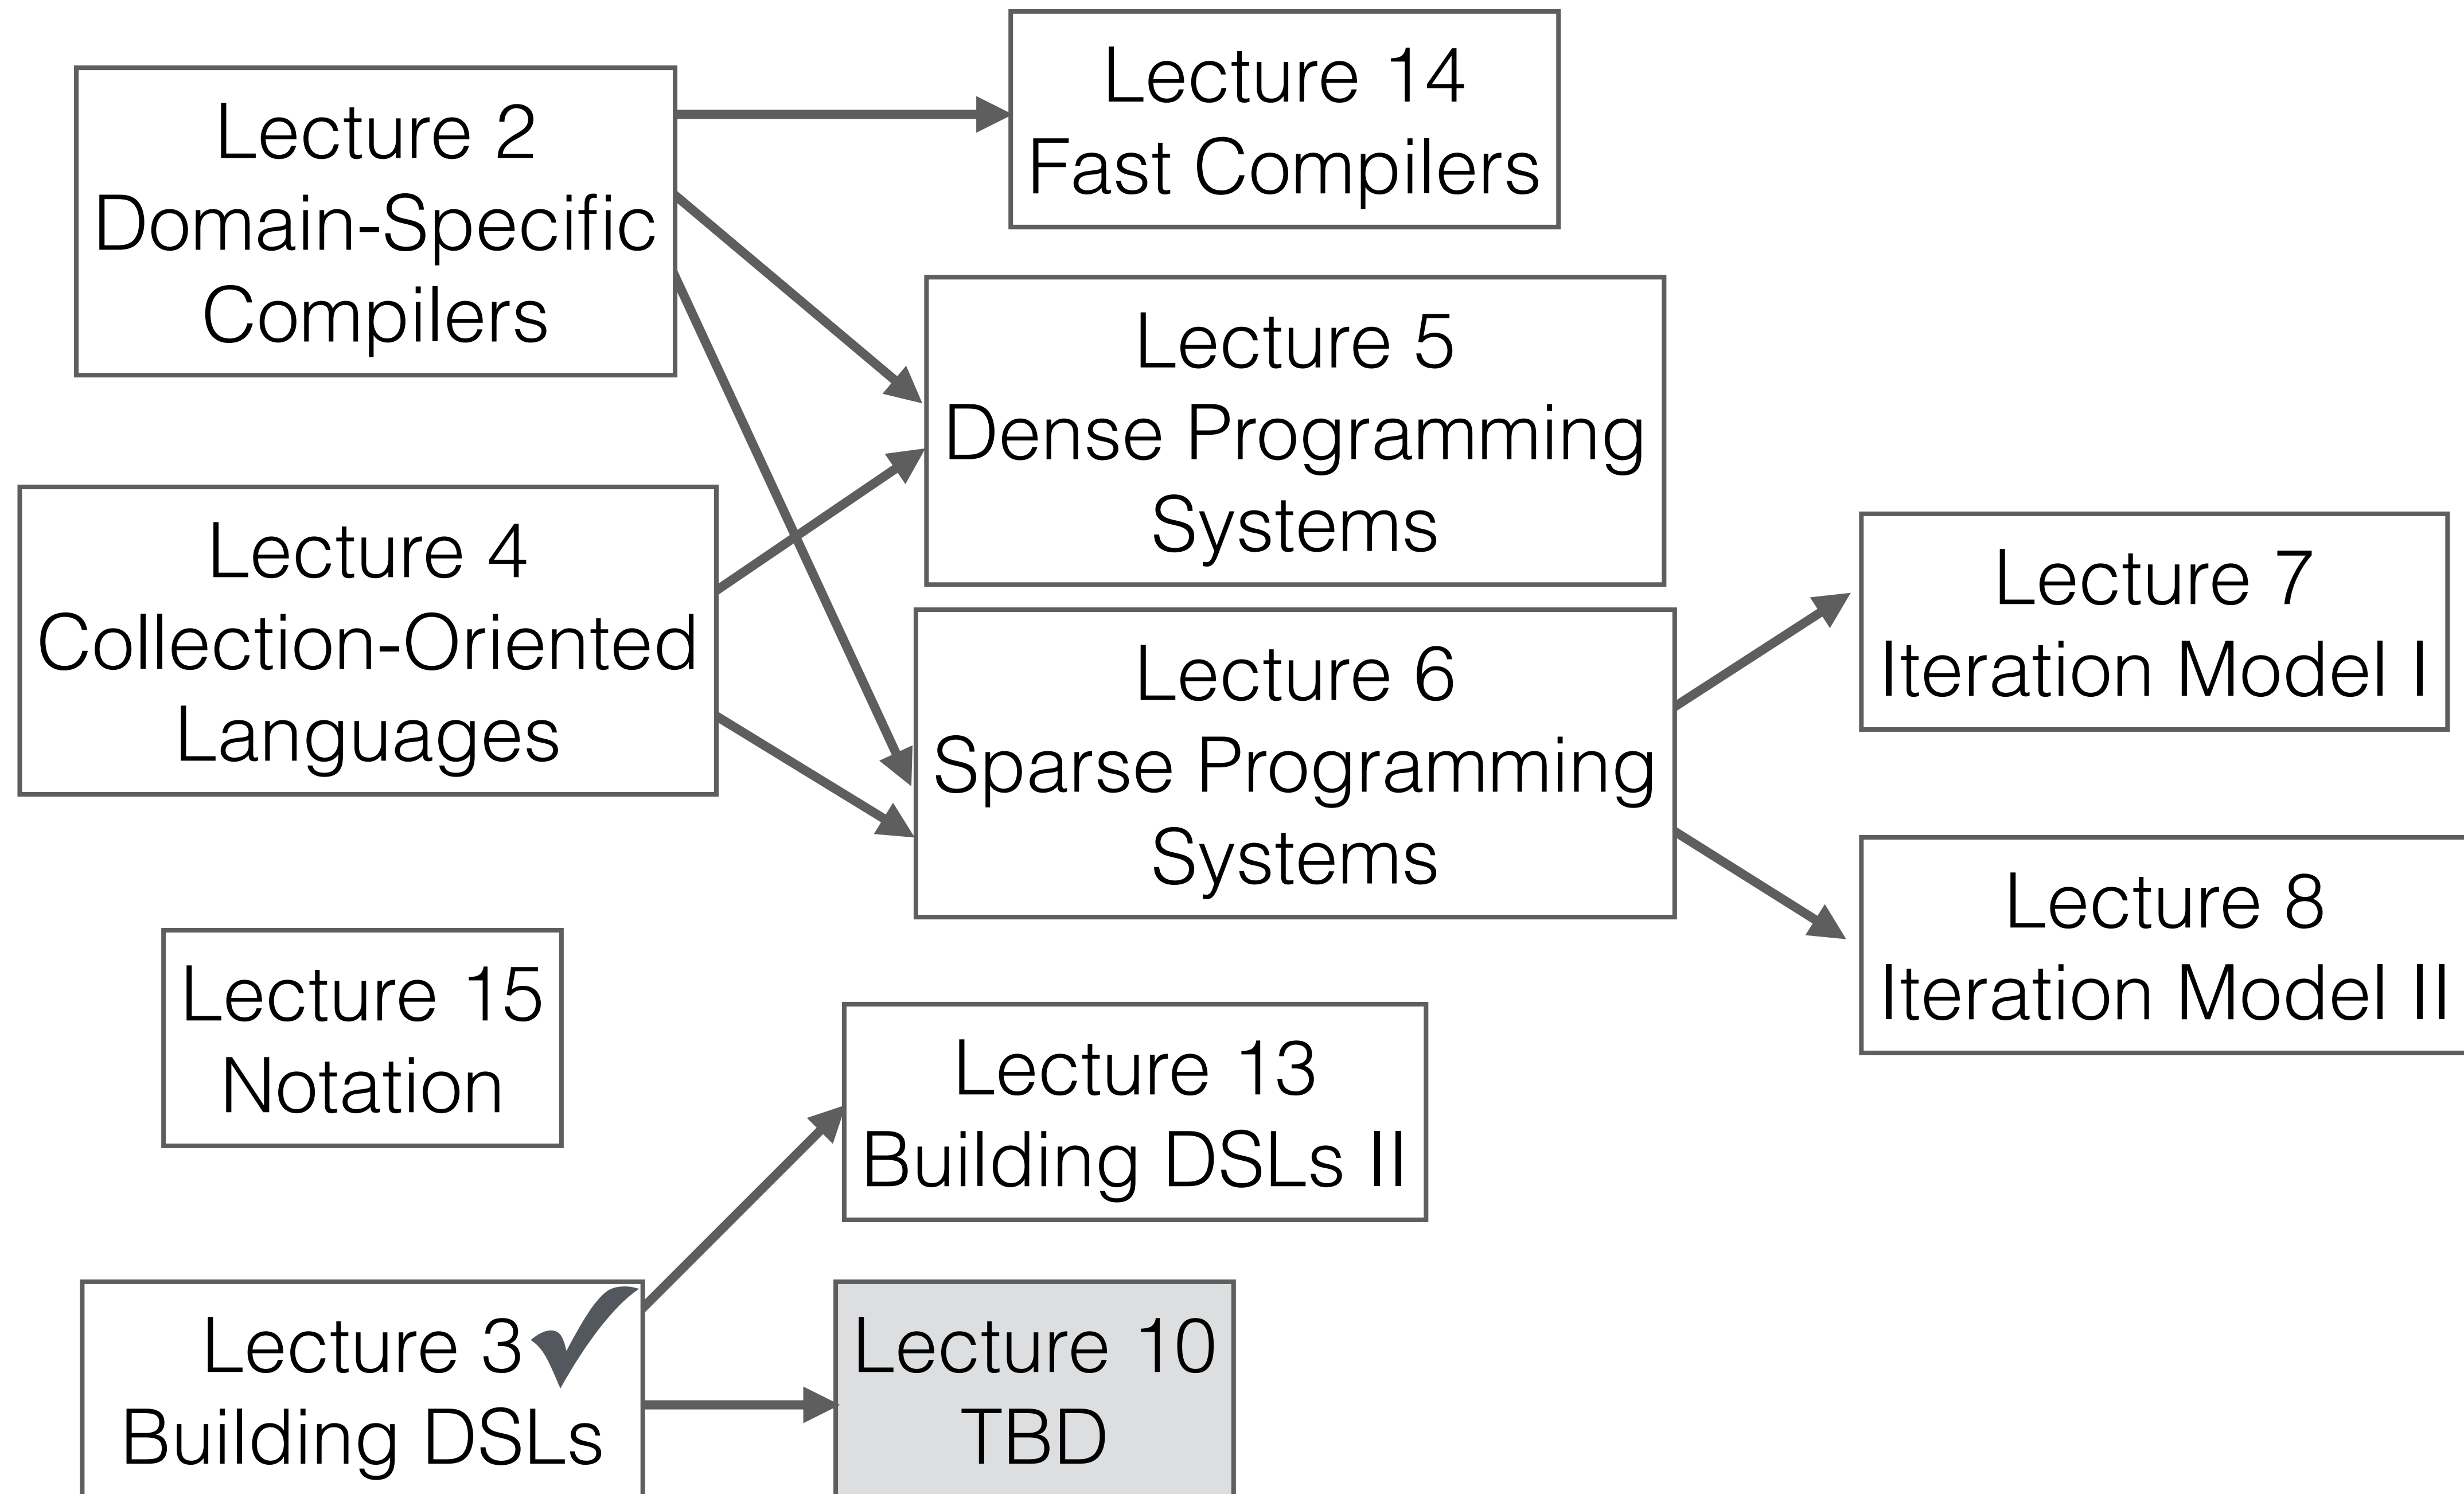 Lecture 2
Domain-Specific
Compilers
Lecture 14
Fast Compilers
Lecture 5
Dense Programming
Systems
Lecture 4
Collection-Oriented
Languages
Lecture 6
Sparse Programming
Systems
Lecture 7
Iteration Model I
Lecture 8
Iteration Model II
Lecture 15
Notation
Lecture 13
Building DSLs II
Lecture 3
Building DSLs
Lecture 10
TBD